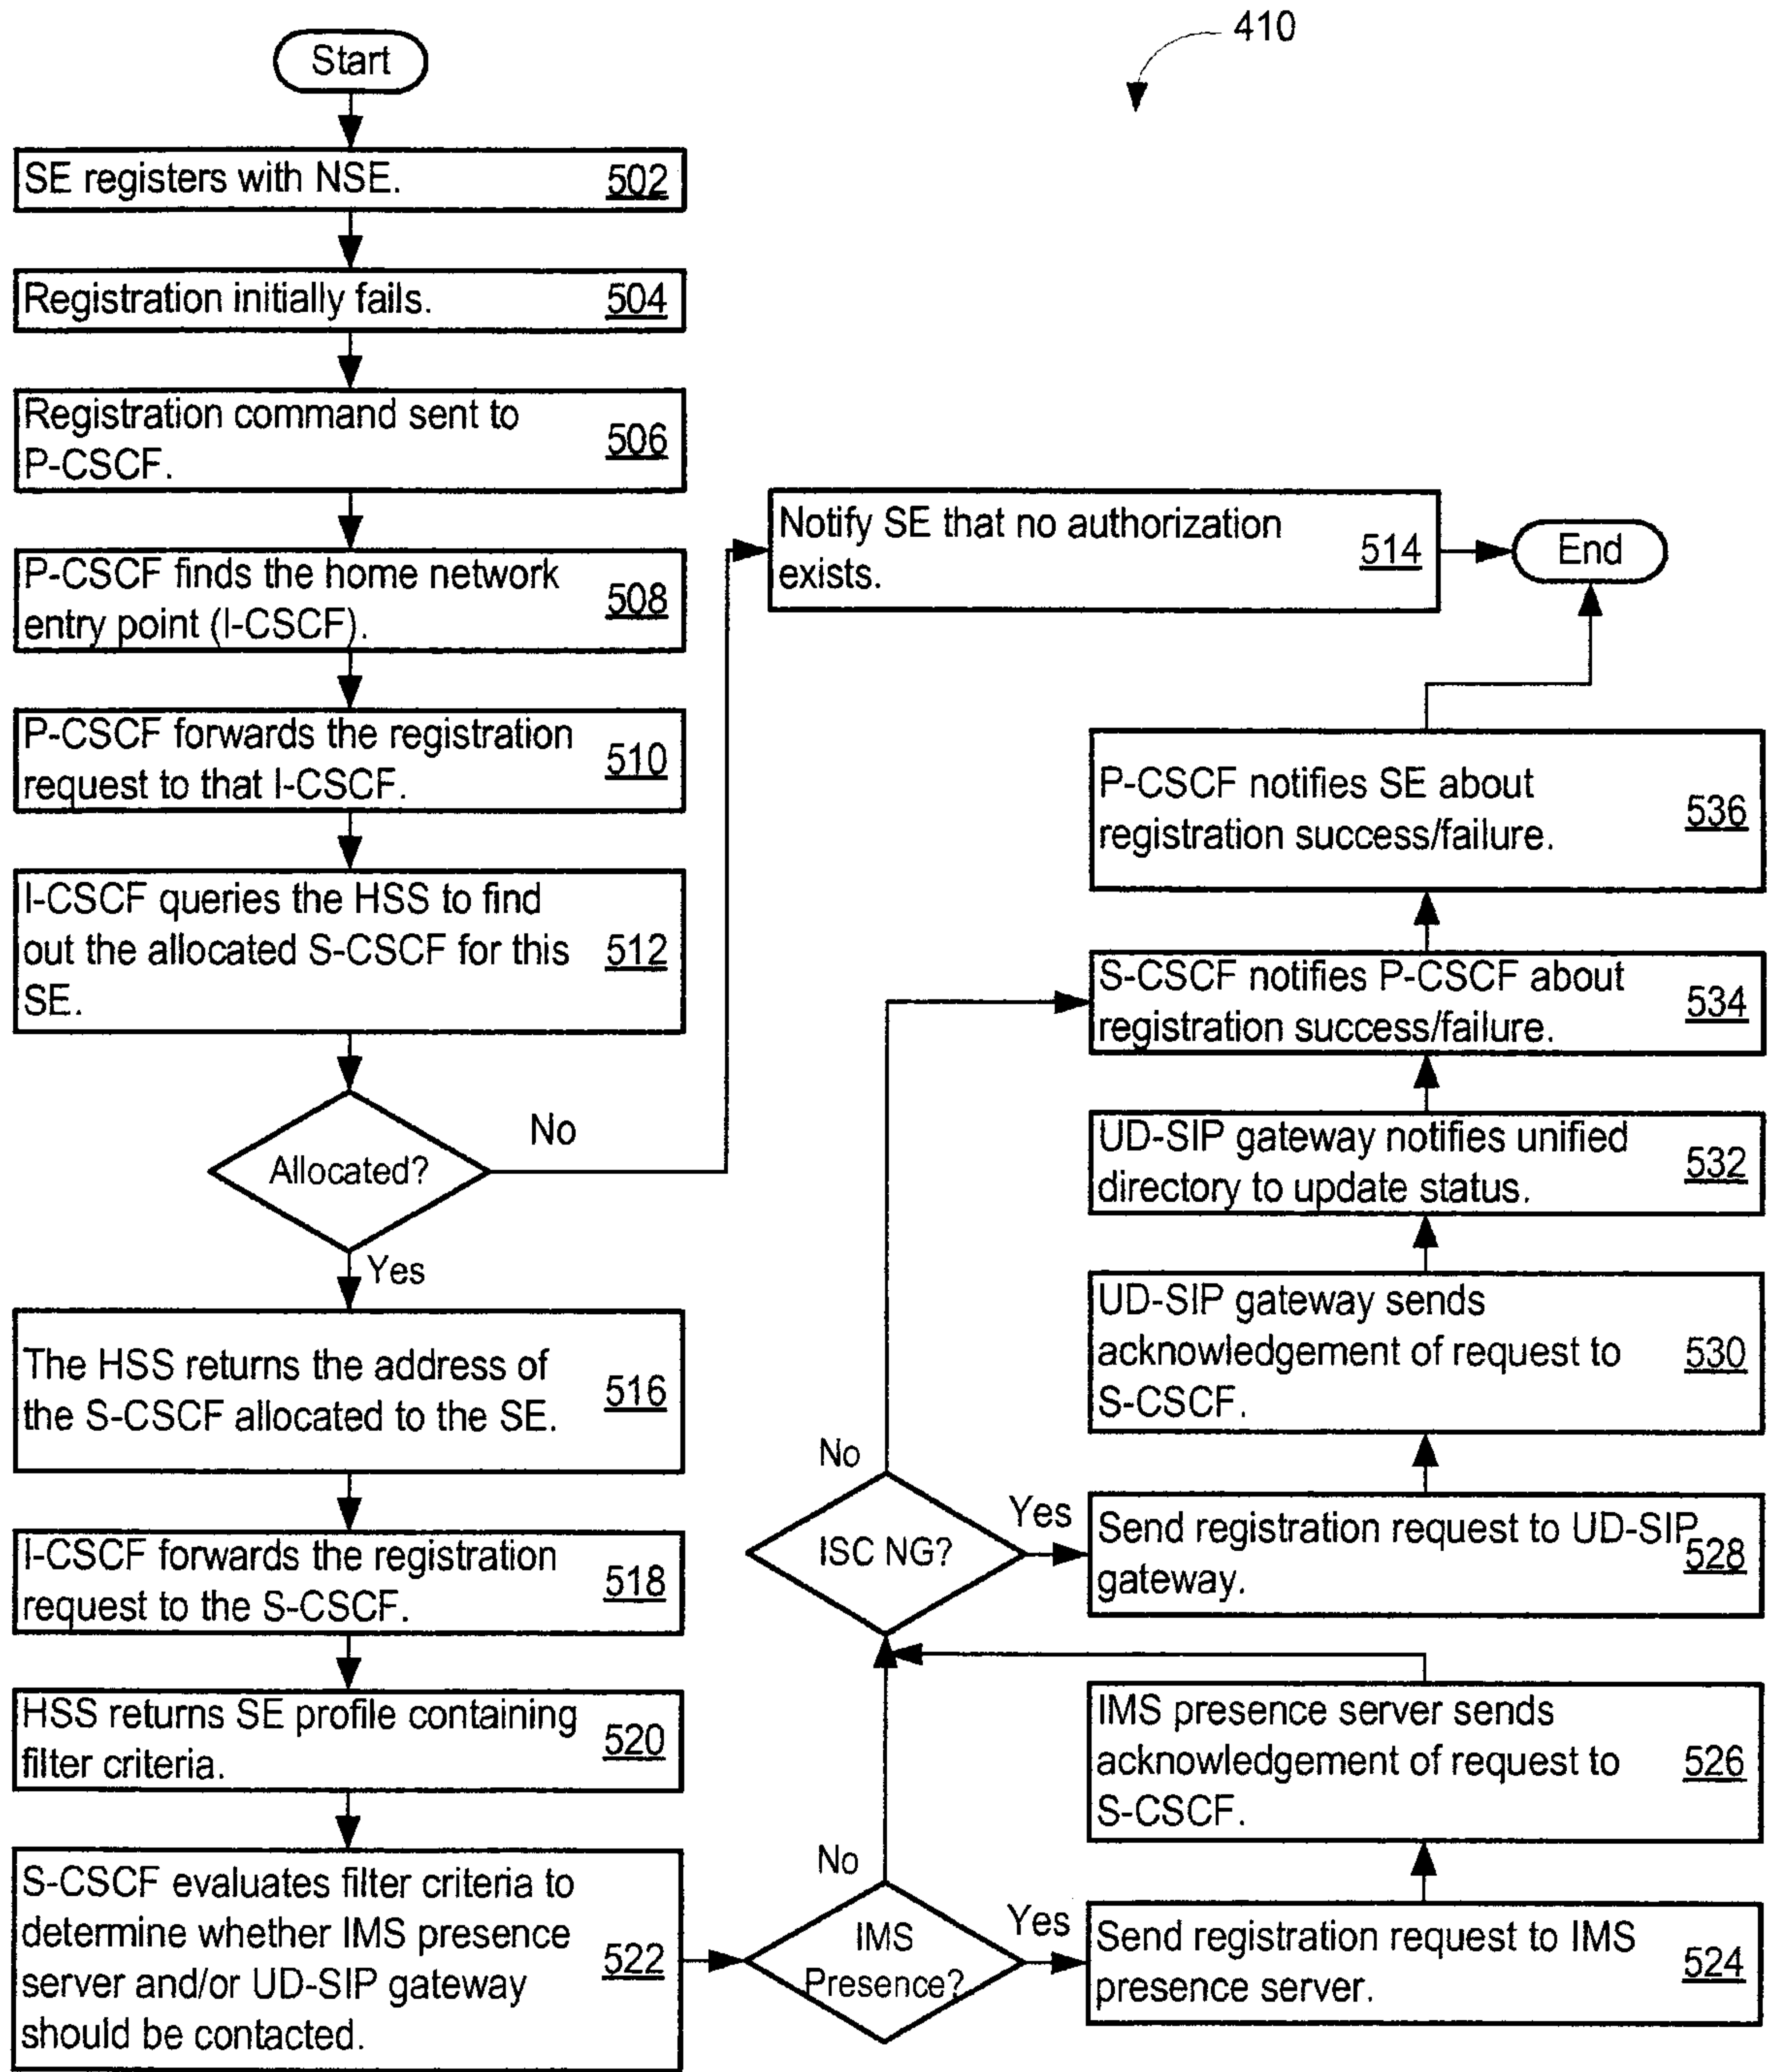 410
Start
SE registers with NSE.
502
Registration initially fails.
504
Registration command sent to
P-CSCF.
506
P-CSCF finds the home network
entry point (I-CSCF).
508
P-CSCF forwards the registration
request to that I-CSCF.
510
I-CSCF queries the HSS to find
out the allocated S-CSCF for this
SE.
512
Allocated?
No
Yes
Notify SE that no authorization
exists.
514
End
The HSS returns the address of
the S-CSCF allocated to the SE.
516
I-CSCF forwards the registration
request to the S-CSCF.
518
HSS returns SE profile containing
filter criteria.
520
S-CSCF evaluates filter criteria to
determine whether IMS presence
server and/or UD-SIP gateway
should be contacted.
522
IMS
Presence?
No
Yes
Send registration request to IMS
presence server.
524
IMS presence server sends
acknowledgement of request to
S-CSCF.
526
ISC NG?
No
Yes
Send registration request to UD-SIP
gateway.
528
UD-SIP gateway sends
acknowledgement of request to
S-CSCF.
530
UD-SIP gateway notifies unified
directory to update status.
532
S-CSCF notifies P-CSCF about
registration success/failure.
534
P-CSCF notifies SE about
registration success/failure.
536